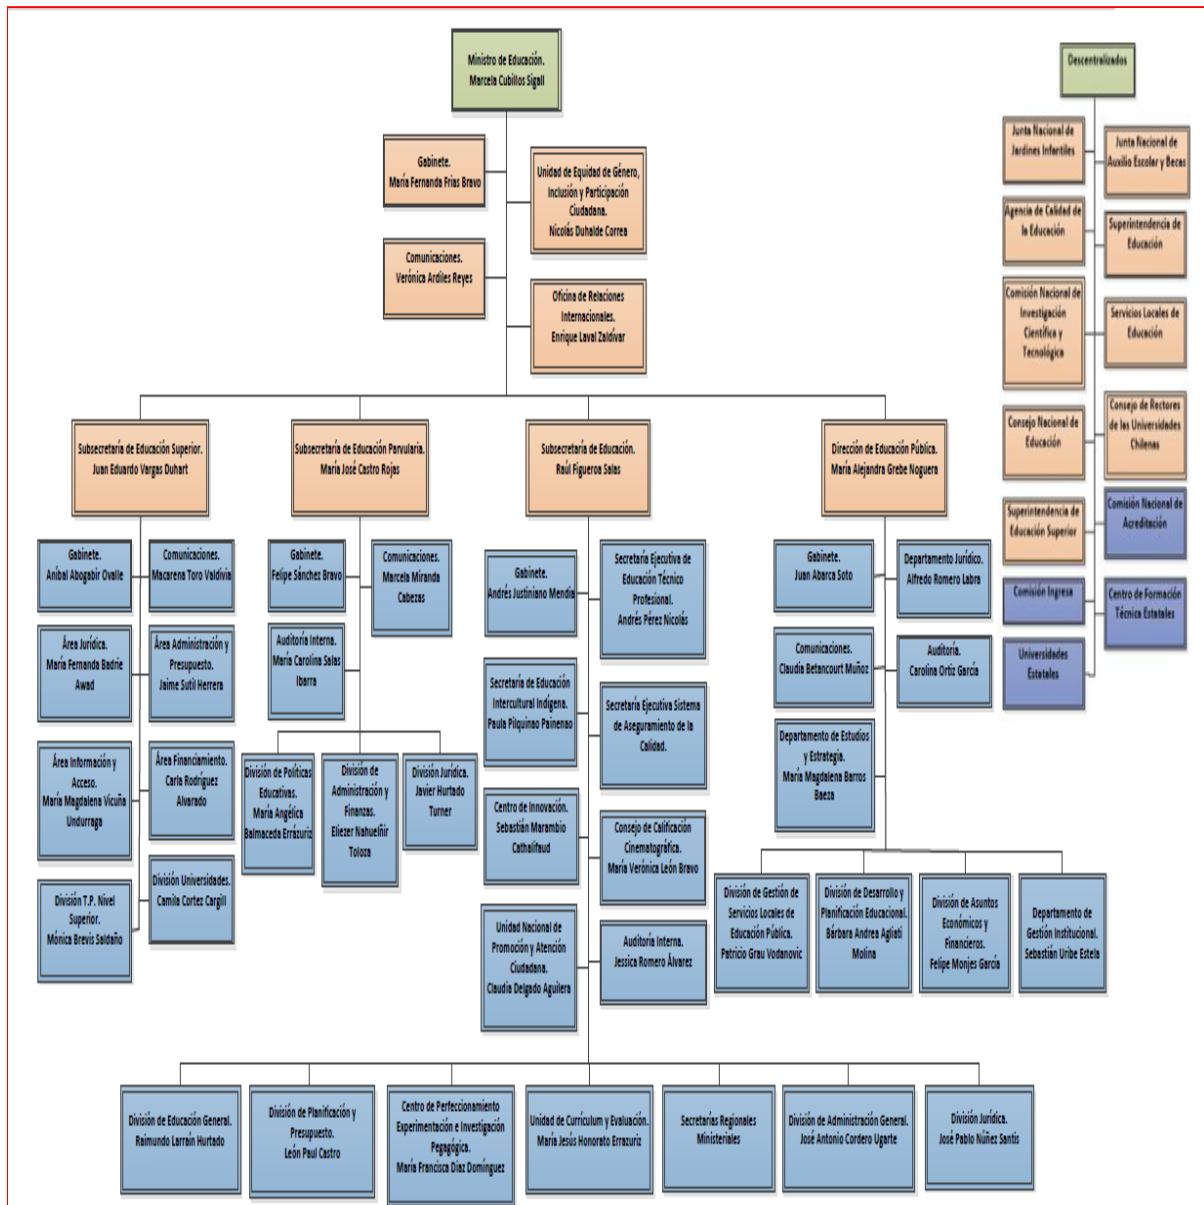 Ministro de Educación.
Marcela Cubillos Sigall
Gabinete.
María Fernanda Frias Bravo
Unidad de Equidad de Género,
Inclusión y Participación
Ciudadana.
Nicolás Duhalde Correa
Comunicaciones.
Verónica Ardiles Reyes
Oficina de Relaciones
Internacionales.
Enrique Laval Zaldívar
Subsecretaría de Educación Superior.
Juan Eduardo Vargas Duhart
Subsecretaría de Educación Parvularia.
María José Castro Rojas
Subsecretaría de Educación.
Raúl Figueroa Salas
Dirección de Educación Pública.
María Alejandra Grebe Noguera
Gabinete.
Aníbal Abogabir Ovalle
Comunicaciones.
Macarena Toro Valdivia
Área Jurídica.
María Fernanda Badrie
Awad
Área Administración y
Presupuesto.
Jaime Sutil Herrera
Área Información y
Acceso.
María Magdalena Vicuña
Undurraga
Área Financiamiento.
Carla Rodríguez
Alvarado
División T.P. Nivel
Superior.
Mónica Brevis Saldaño
División Universidades.
Camila Cortez Cargill
Gabinete.
Felipe Sánchez Bravo
Comunicaciones.
Marcela Miranda
Cabezas
Auditoría Interna.
María Carolina Salas
Ibarra
División de Políticas
Educativas.
María Angélica
Balmaceda Errázuriz
División de
Administración y
Finanzas.
Eliezer Nahuelñir
Toloza
División Jurídica.
Javier Hurtado
Turner
Gabinete.
Andrés Justiniano Mendía
Secretaría Ejecutiva de
Educación Técnico
Profesional.
Andrés Pérez Nicolás
Secretaría de Educación
Intercultural Indígena.
Paula Pilquinao Painenao
Secretaría Ejecutiva Sistema
de Aseguramiento de la
Calidad.
Centro de Innovación.
Sebastián Marambio
Cathalifaud
Consejo de Calificación
Cinematográfica.
María Verónica León Bravo
Unidad Nacional de
Promoción y Atención
Ciudadana.
Claudia Delgado Aguilera
Auditoría Interna.
Jessica Romero Álvarez
Gabinete.
Juan Abarca Soto
Departamento Jurídico.
Alfredo Romero Labra
Comunicaciones.
Claudia Betancourt Muñoz
Auditoría.
Carolina Ortiz García
Departamento de Estudios
y Estrategia.
María Magdalena Barros
Baeza
División de Gestión de
Servicios Locales de
Educación Pública.
Patricio Grau Vodanovic
División de Desarrollo y
Planificación Educacional.
Bárbara Andrea Agliati
Molina
División de Asuntos
Económicos y
Financieros.
Felipe Monjes García
Departamento de
Gestión Institucional.
Sebastián Uribe Estela
División de Educación General.
Raimundo Larraín Hurtado
División de Planificación y
Presupuesto.
León Paul Castro
Centro de Perfeccionamiento
Experimentación e Investigación
Pegagógica.
María Francisca Díaz Domínguez
Unidad de Currículum y Evaluación.
María Jesús Honorato Errazuriz
Secretarías Regionales
Ministeriales
División de Administración General.
José Antonio Cordero Ugarte
División Jurídica.
José Pablo Núñez Santis
Descentralizados
Junta Nacional de
Jardines Infantiles
Junta Nacional de
Auxilio Escolar y Becas
Agencia de Calidad de
la Educación
Superintendencia de
Educación
Comisión Nacional de
Investigación
Científica y
Tecnológica
Servicios Locales de
Educación
Consejo Nacional de
Educación
Consejo de Rectores
de las Universidades
Chilenas
Superintendencia de
Educación Superior
Comisión Nacional de
Acreditación
Comisión Ingresa
Centro de Formación
Técnica Estatales
Universidades
Estatales